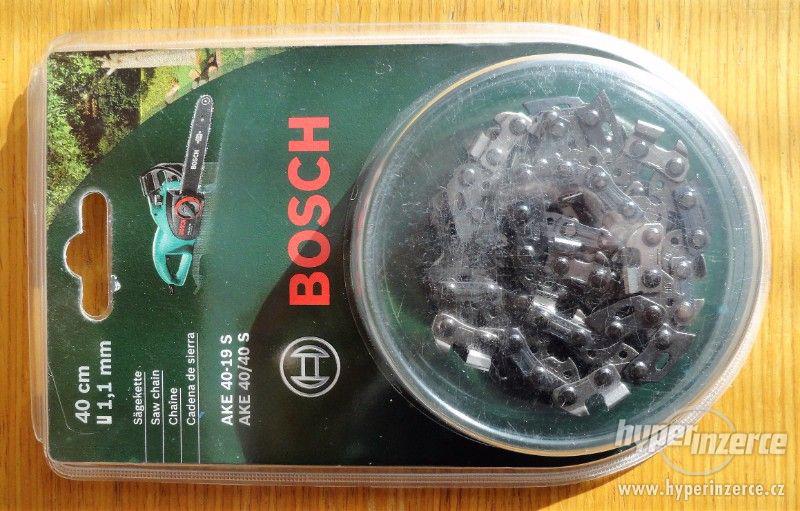 BOSCH
40 cm
1,1 mm
Sägekette
Saw chain
Chaîne
Cadena de sierra
AKE 40-19 S
AKE 40/40 S
BOSCH
hyperinzerce
www.hyperinzerce.cz